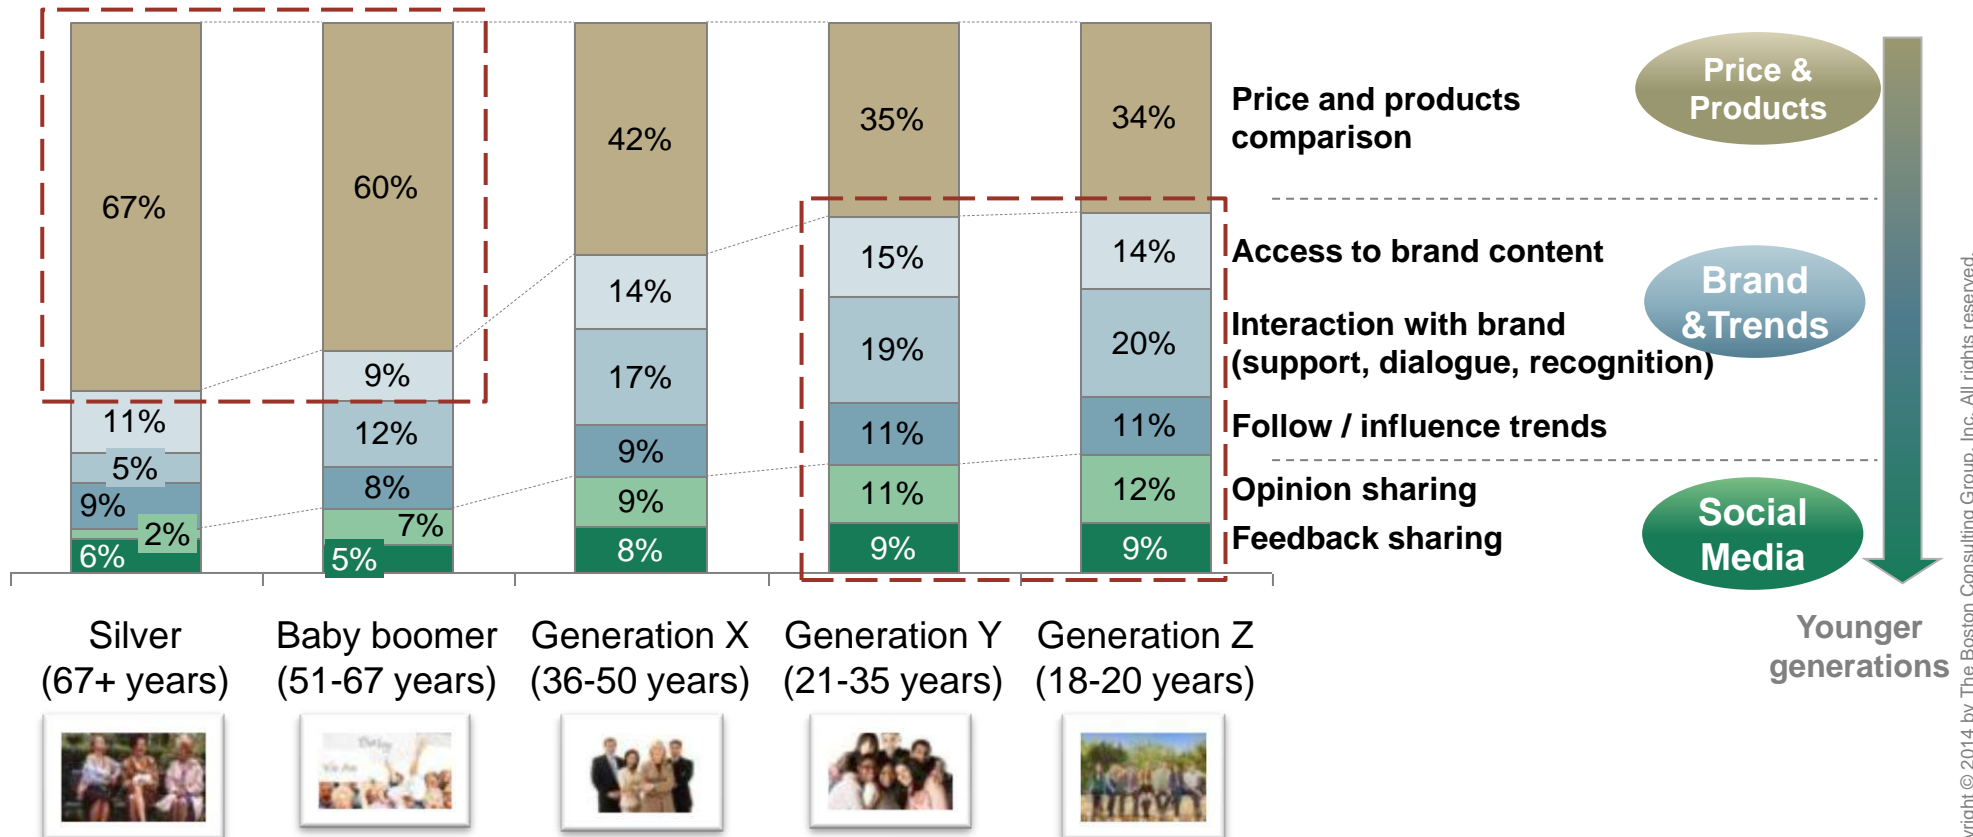 67%
11%
5%
9%
2%
6%
60%
9%
12%
8%
7%
5%
42%
14%
17%
9%
9%
8%
35%
15%
19%
11%
11%
9%
34%
14%
20%
11%
12%
9%
Price and products
comparison
Access to brand content
Interaction with brand
(support, dialogue, recognition)
Follow / influence trends
Opinion sharing
Feedback sharing
Price &
Products
Brand
&Trends
Social
Media
Younger
generations
Silver
(67+ years)
Baby boomer
(51-67 years)
Generation X
(36-50 years)
Generation Y
(21-35 years)
Generation Z
(18-20 years)
yright © 2014 by The Boston Consulting Group, Inc. All rights reserved.